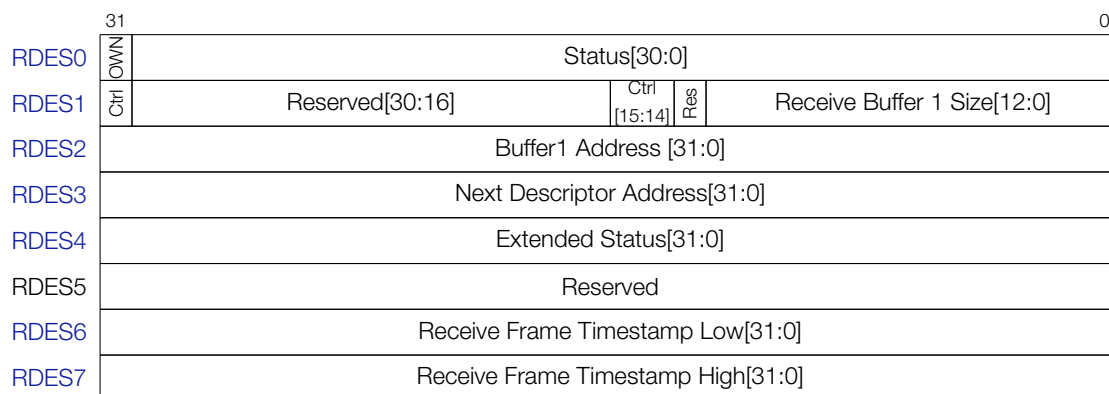 31 0
RDES0 OWN Status[30:0]
RDES1 Ctrl Reserved[30:16] Ctrl [15:14] Res Receive Buffer 1 Size[12:0]
RDES2 Buffer1 Address [31:0]
RDES3 Next Descriptor Address[31:0]
RDES4 Extended Status[31:0]
RDES5 Reserved
RDES6 Receive Frame Timestamp Low[31:0]
RDES7 Receive Frame Timestamp High[31:0]